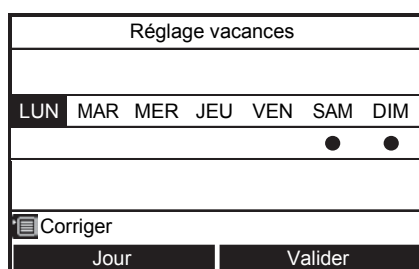 Réglage vacances
LUN MAR MER JEU VEN SAM DIM
Corriger
Jour Valider